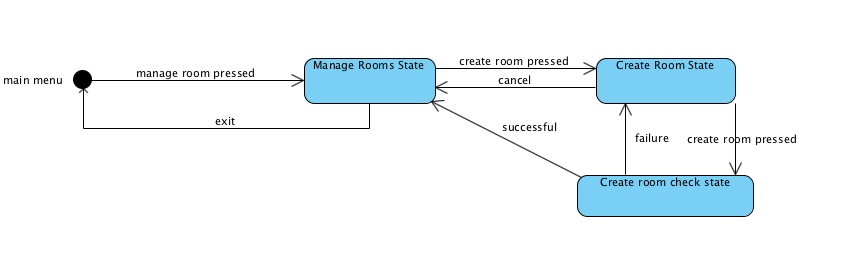 Manage Rooms State
create room pressed
Create Room State
main menu
manage room pressed
cancel
exit
successful
failure
create room pressed
Create room check state